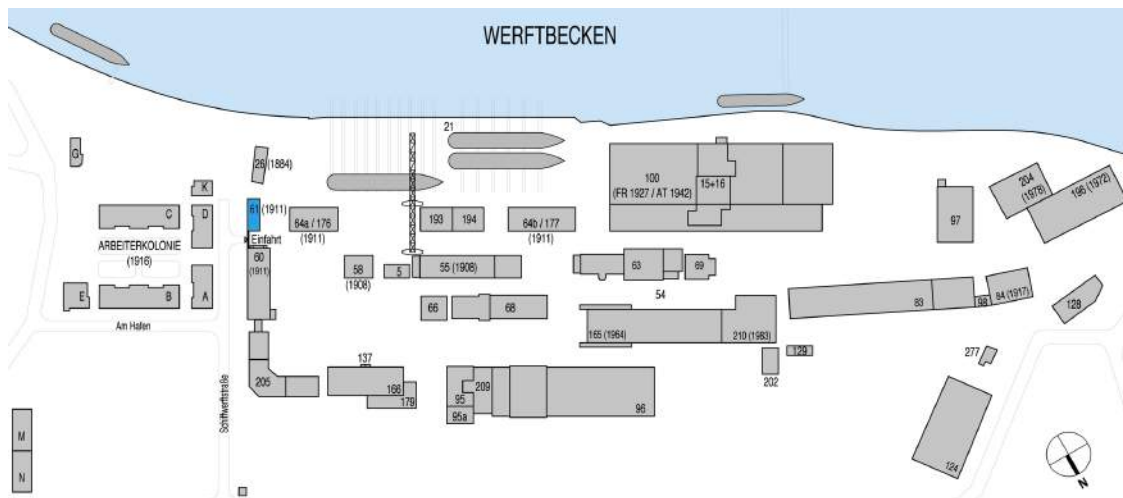 WERFTBECKEN
21
G
26 (1884)
K
100
(FR 1927 / AT 1942)
15+16
204
(1978)
196 (1972)
97
C
D
61 (1911)
64a / 176
(1911)
193
194
64b / 177
(1911)
Einfahrt
ARBEITERKOLONIE
(1916)
60
(1911)
58
(1908)
5
55 (1908)
63
69
54
E
B
A
66
68
83
98
84 (1917)
128
Am Hafen
165 (1964)
210 (1983)
129
202
277
137
205
166
179
95
95a
209
96
124
Schiffswerftstraße
M
N
N